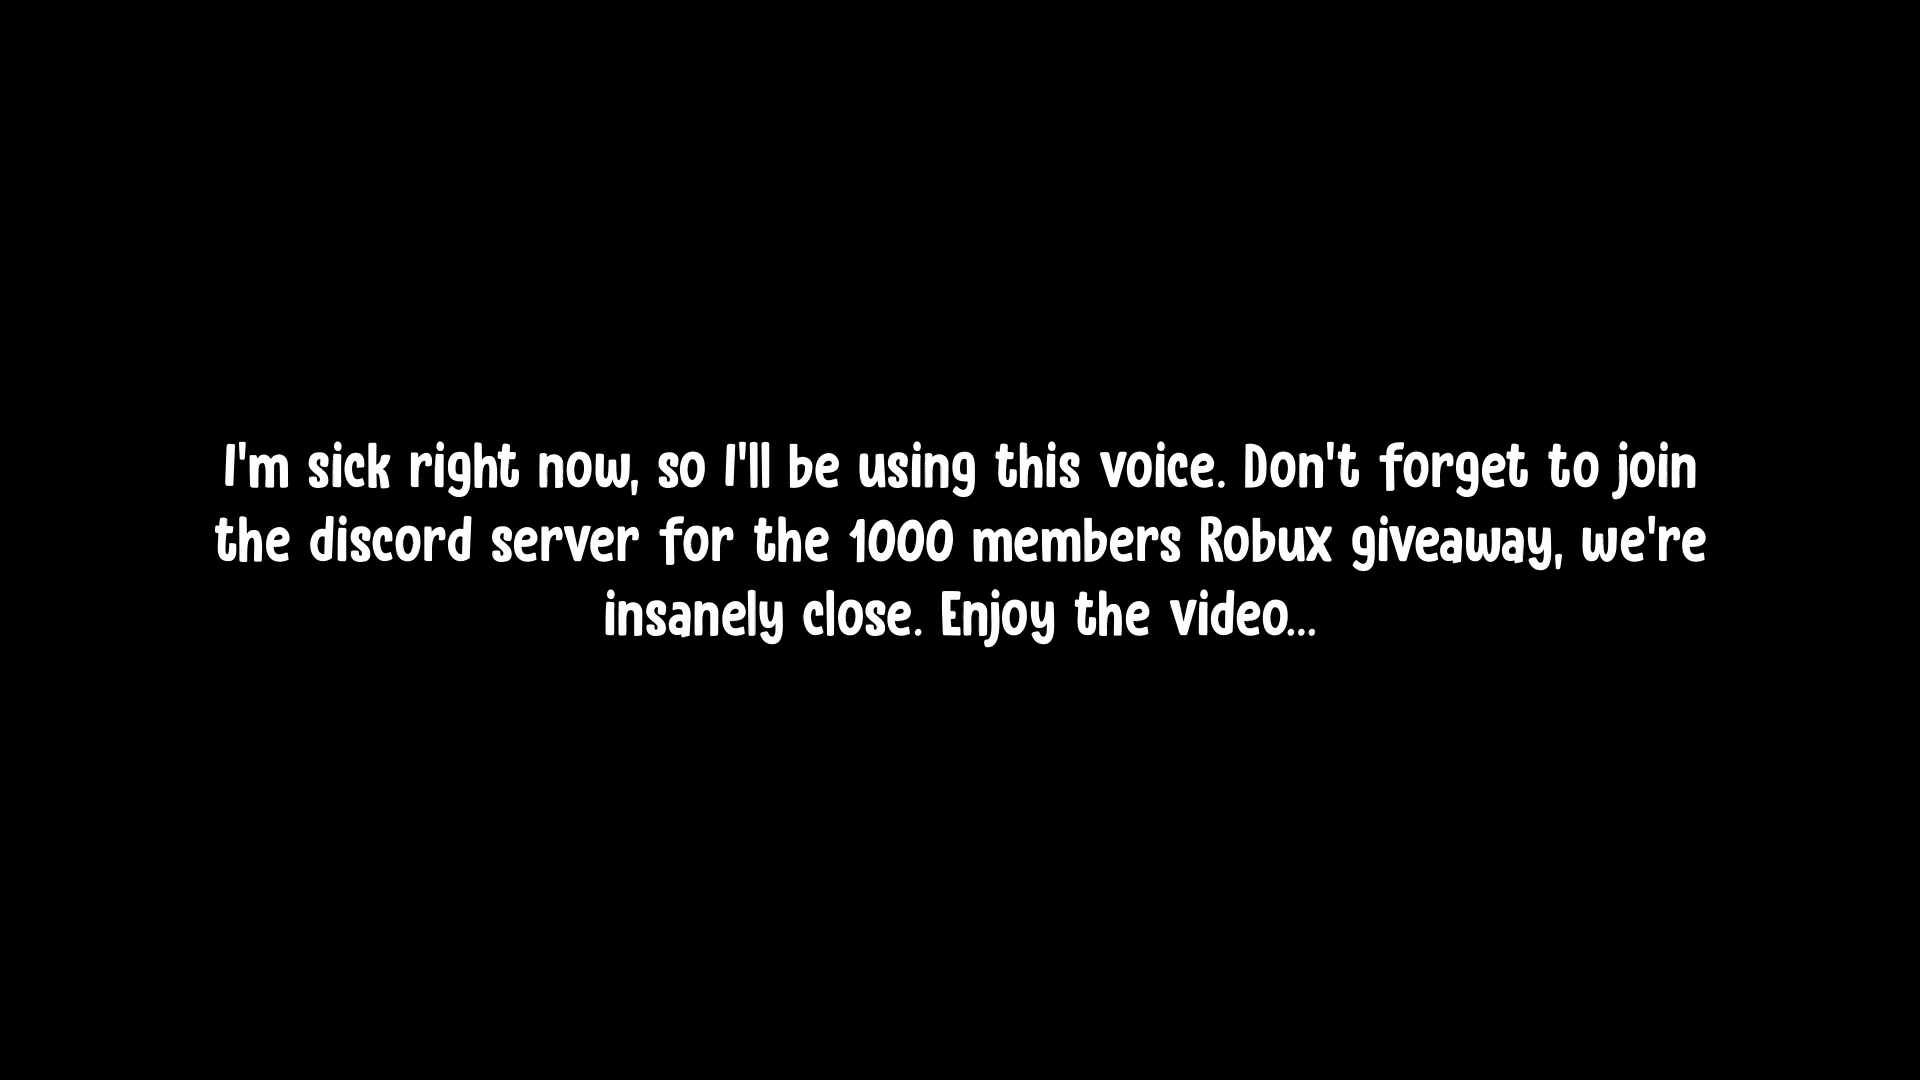 I'm sick right now, so I'll be using this voice. Don't forget to join
the discord server for the 1000 members Robux giveaway, we're
insanely close. Enjoy the video...